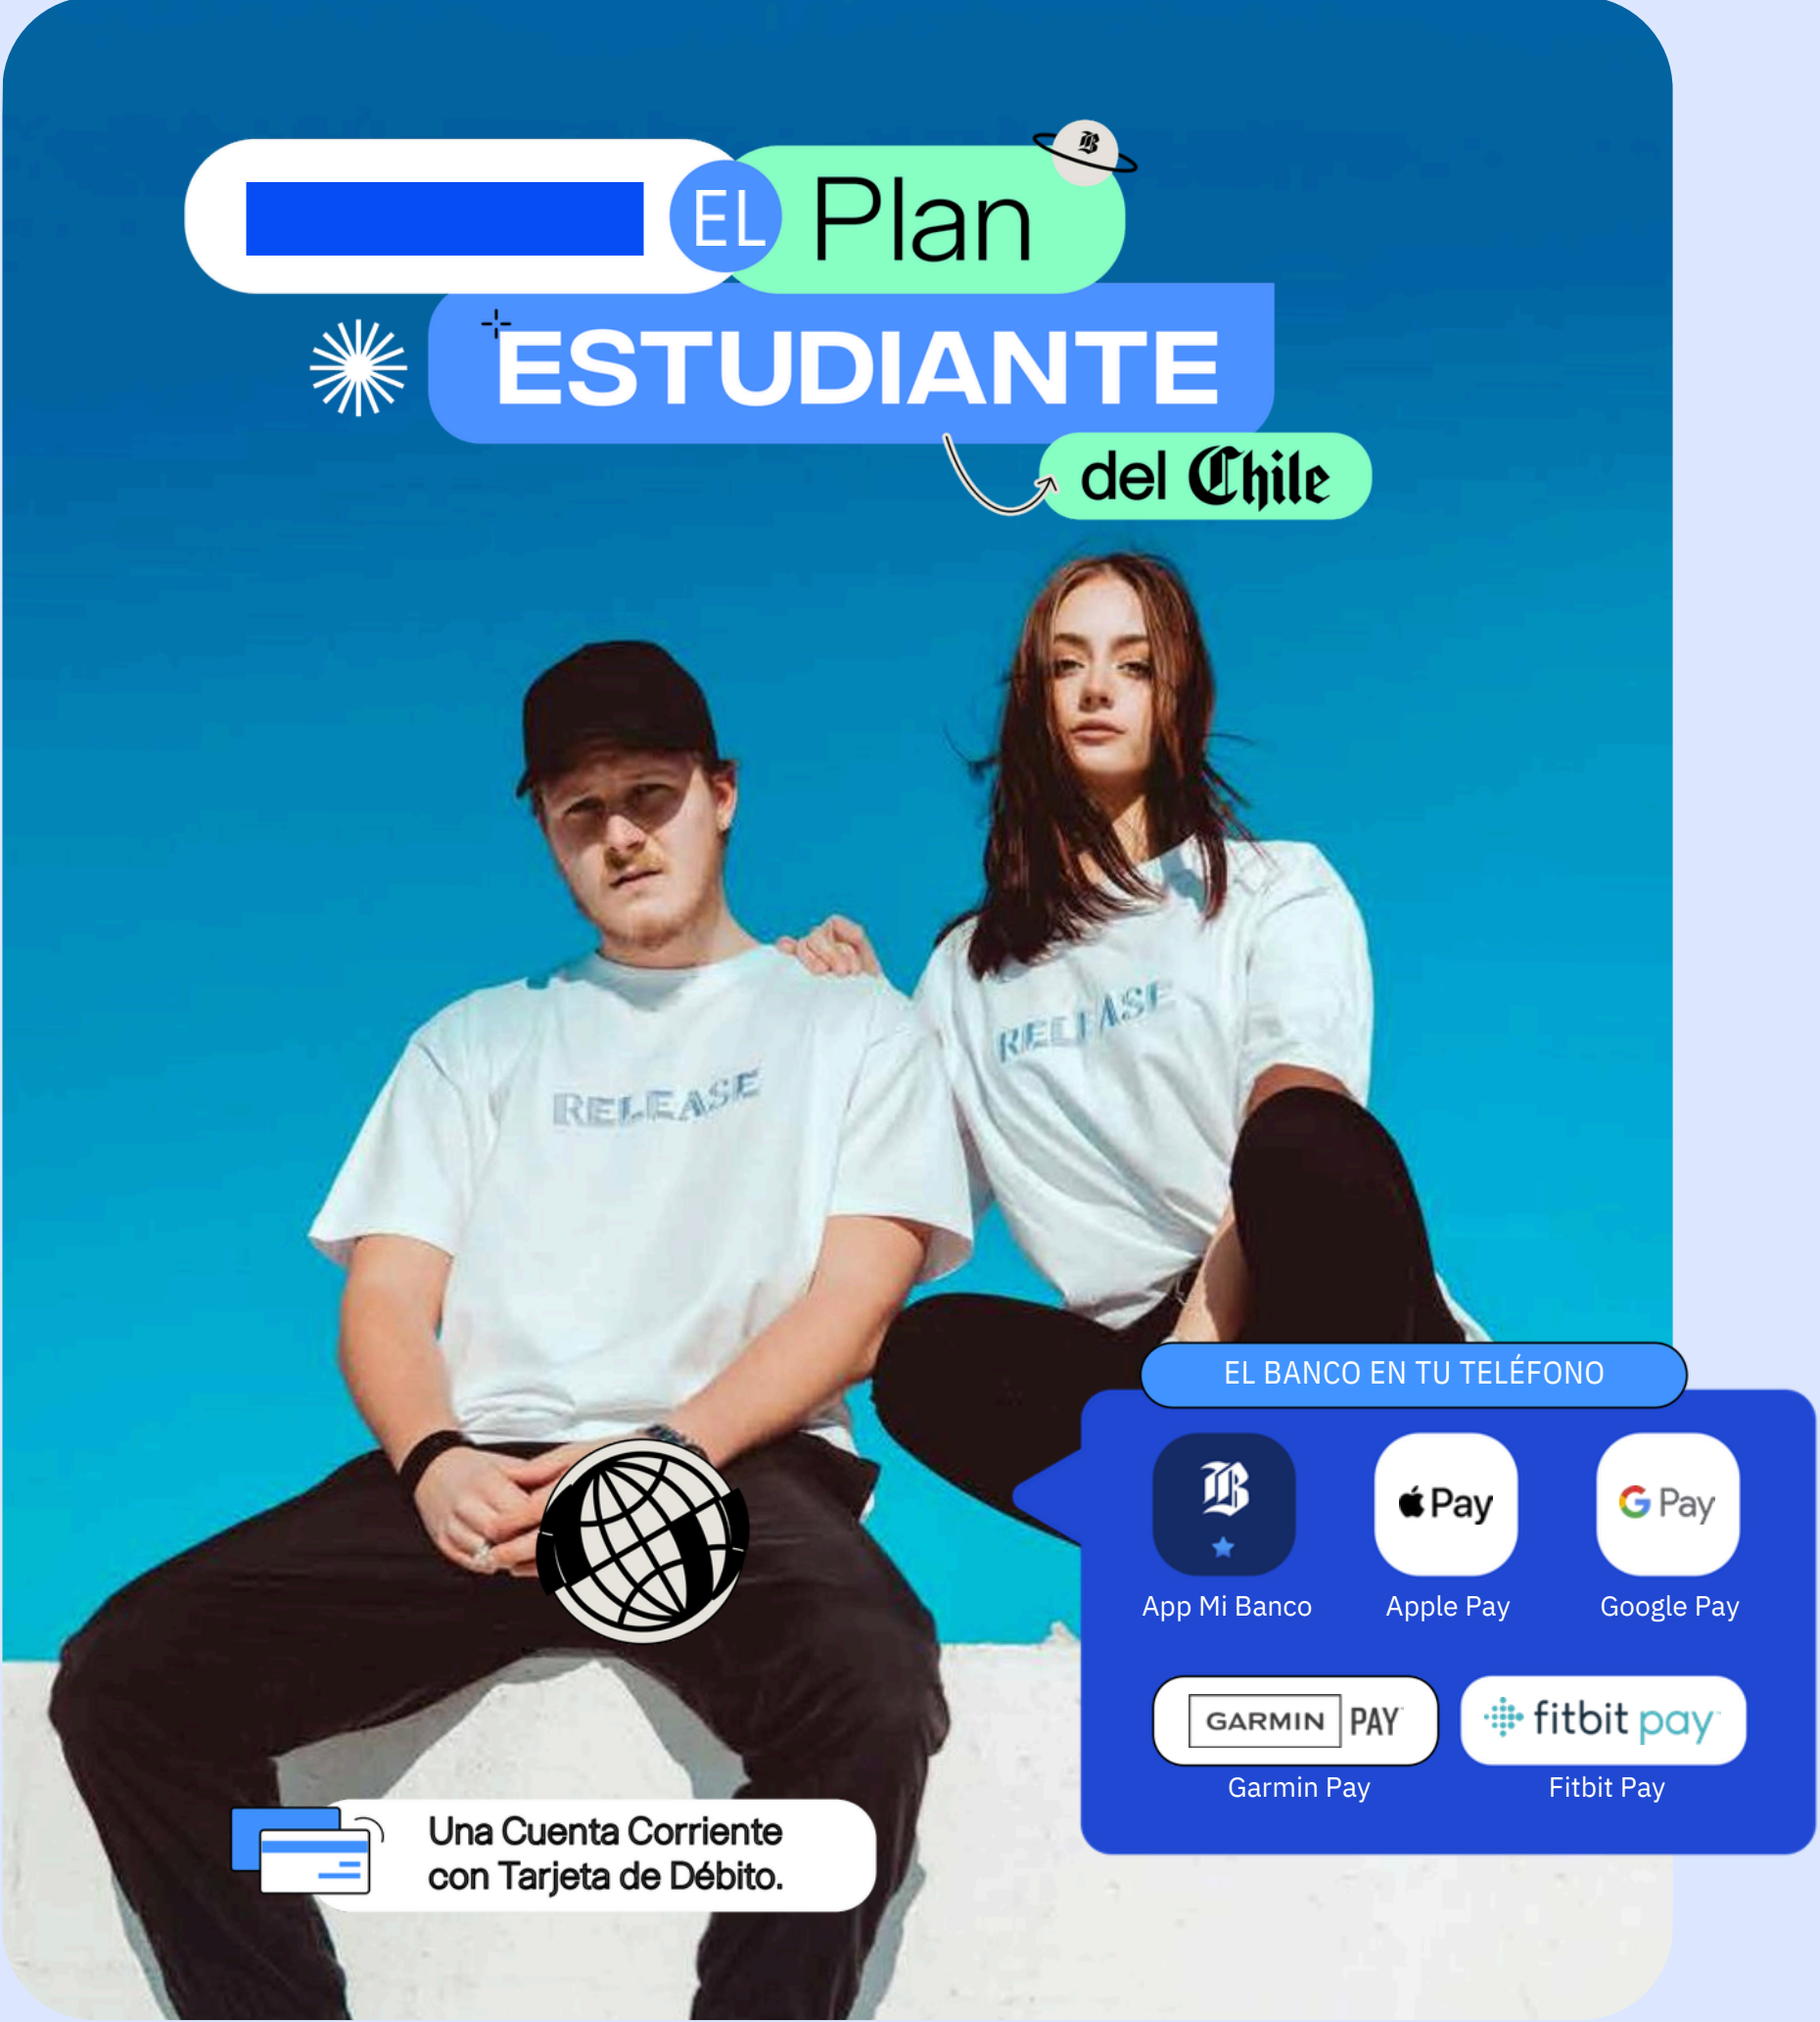 EL Plan
ESTUDIANTE
del Chile
RELEASE
RELEASE
EL BANCO EN TU TELÉFONO
B
Pay
G Pay
App Mi Banco
Apple Pay
Google Pay
GARMIN PAY
fitbit pay
Garmin Pay
Fitbit Pay
Una Cuenta Corriente
con Tarjeta de Débito.